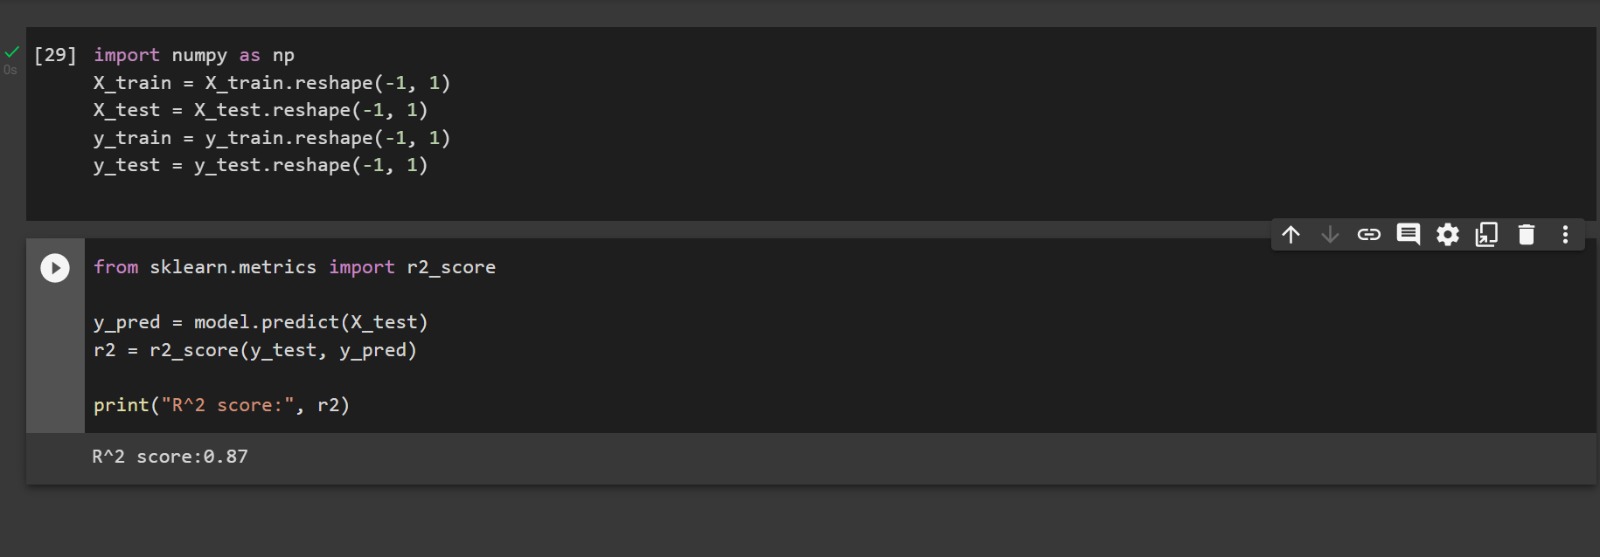 [29] import numpy as np
0s
X_train = X_train.reshape(-1, 1)
X_test = X_test.reshape(-1, 1)
y_train = y_train.reshape(-1, 1)
y_test = y_test.reshape(-1, 1)
from sklearn.metrics import r2_score
y_pred = model.predict(X_test)
r2 = r2_score(y_test, y_pred)
print("R^2 score:", r2)
R^2 score:0.87